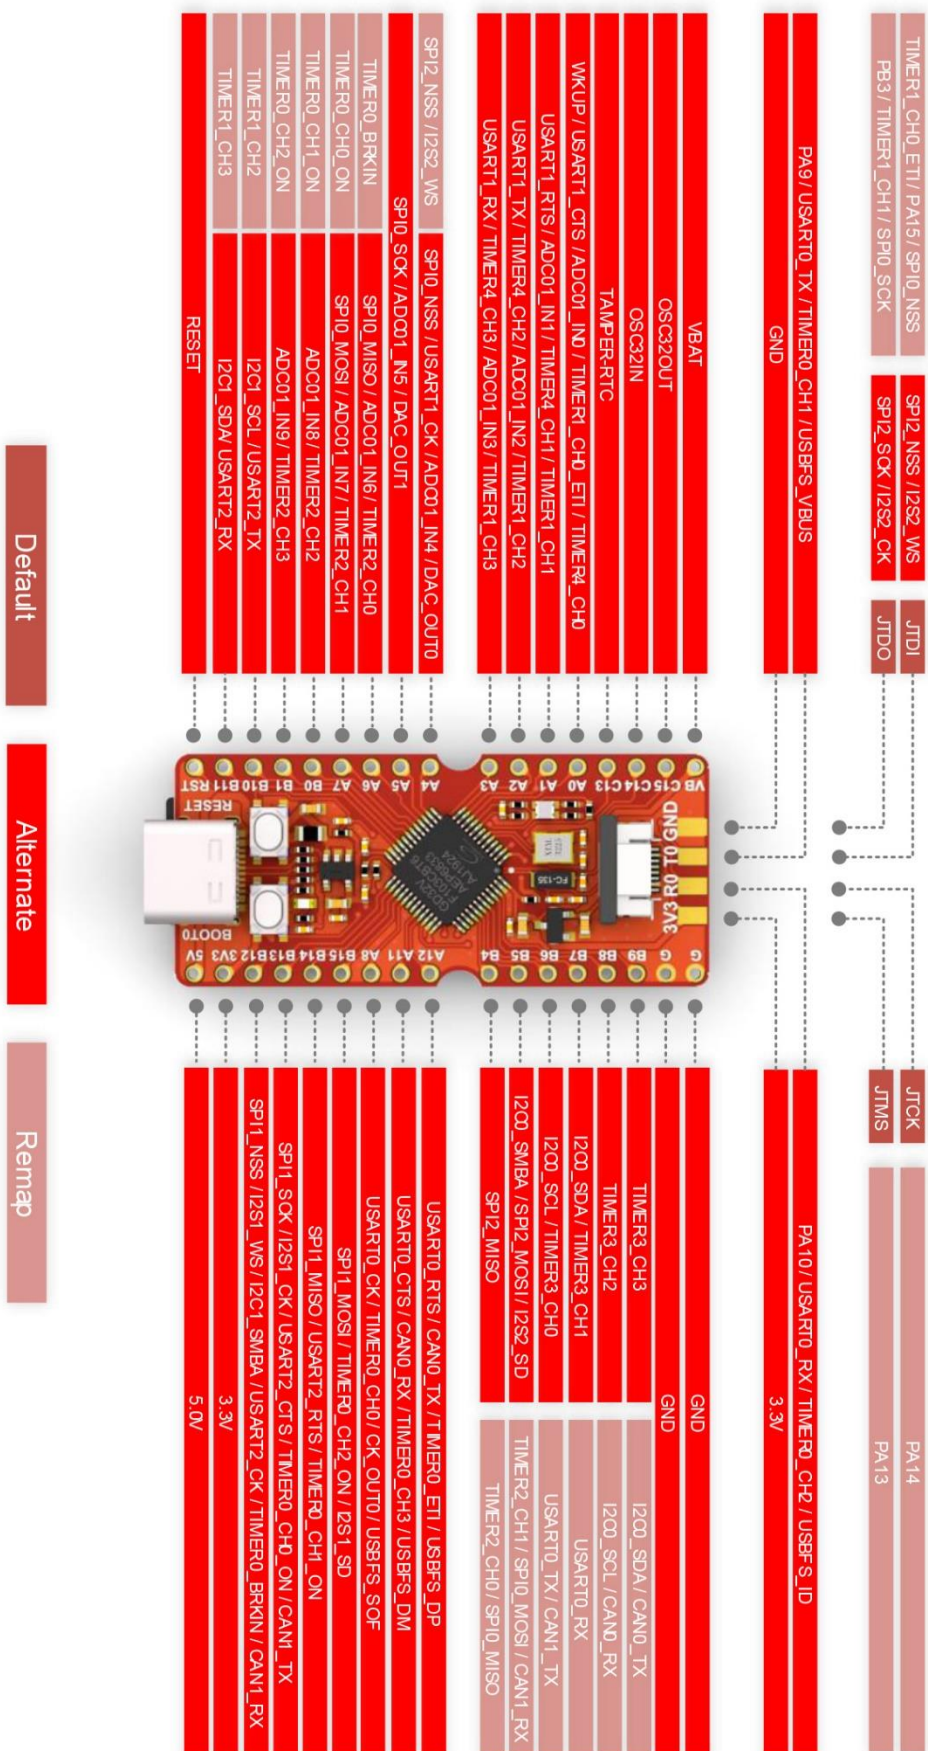 TIMER1_CH0_ETI / PA15 / SPI0_NSS SPI2_NSS / I2S2_WS JTDI JTCK PA14
PB3 / TIMER1_CH1 / SPI0_SCK SPI2_SCK / I2S2_CK JTDO JTMS PA13
PA9 / USART0_TX / TIMER0_CH1 / USBFS_VBUS PA10 / USART0_RX / TIMER0_CH2 / USBFS_ID
GND 3.3V
GND T0 R0 3V3
VBAT VB G GND
OSC32OUT C15 G GND
OSC32IN C14 B9 TIMER3_CH3 I2C0_SDA / CAN0_TX
TAMPER-RTC C13 B8 TIMER3_CH2 I2C0_SCL / CAN0_RX
WKUP / USART1_CTS / ADC01_IN0 / TIMER1_CH0_ETI / TIMER4_CH0 A0 B7 I2C0_SDA / TIMER3_CH1 USART0_RX
USART1_RTS / ADC01_IN1 / TIMER4_CH1 / TIMER1_CH1 A1 B6 I2C0_SCL / TIMER3_CH0 USART0_TX / CAN1_TX
USART1_TX / TIMER4_CH2 / ADC01_IN2 / TIMER1_CH2 A2 B5 I2C0_SMBA / SPI2_MOSI / I2S2_SD TIMER2_CH1 / SPI0_MOSI / CAN1_RX
USART1_RX / TIMER4_CH3 / ADC01_IN3 / TIMER1_CH3 A3 B4 SPI2_MISO TIMER2_CH0 / SPI0_MISO
FC-135
GD32V
F103CBT6
AJ1924
SPI2_NSS / I2S2_WS SPI0_NSS / USART1_CK / ADC01_IN4 / DAC_OUT0 A4 A12 USART0_RTS / CAN0_TX / TIMER0_ETI / USBFS_DP
SPI0_SCK / ADC01_IN5 / DAC_OUT1 A5 A11 USART0_CTS / CAN0_RX / TIMER0_CH3 / USBFS_DM
TIMER0_BRKIN SPI0_MISO / ADC01_IN6 / TIMER2_CH0 A6 A8 USART0_CK / TIMER0_CH0 / CK_OUT0 / USBFS_SOF
TIMER0_CH0_ON SPI0_MOSI / ADC01_IN7 / TIMER2_CH1 A7 B15 SPI1_MOSI / TIMER0_CH2_ON / I2S1_SD
TIMER0_CH1_ON ADC01_IN8 / TIMER2_CH2 B0 B14 SPI1_MISO / USART2_RTS / TIMER0_CH1_ON
TIMER0_CH2_ON ADC01_IN9 / TIMER2_CH3 B1 B13 SPI1_SCK / I2S1_CK / USART2_CTS / TIMER0_CH0_ON / CAN1_TX
TIMER1_CH2 I2C1_SCL / USART2_TX B10 B12 SPI1_NSS / I2S1_WS / I2C1_SMBA / USART2_CK / TIMER0_BRKIN / CAN1_RX
TIMER1_CH3 I2C1_SDA/ USART2_RX B11 3V3 3.3V
RESET RST 5V 5.0V
RESET BOOT0
Default Alternate Remap